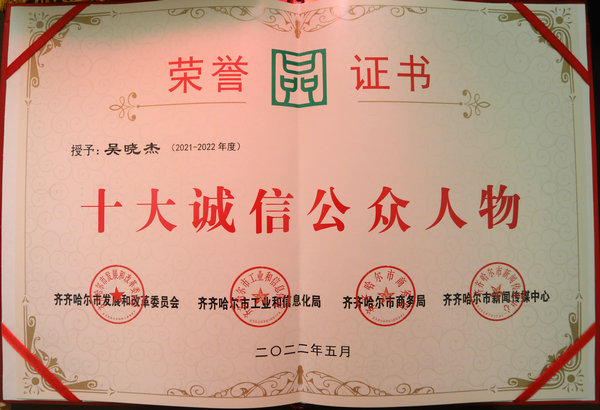 荣誉 证书
授予：吴晓杰（2021-2022年度）
十大诚信公众人物
齐齐哈尔市发展和改革委员会 齐齐哈尔市工业和信息化局 齐齐哈尔市商务局 齐齐哈尔市新闻传媒中心
二〇二二年五月